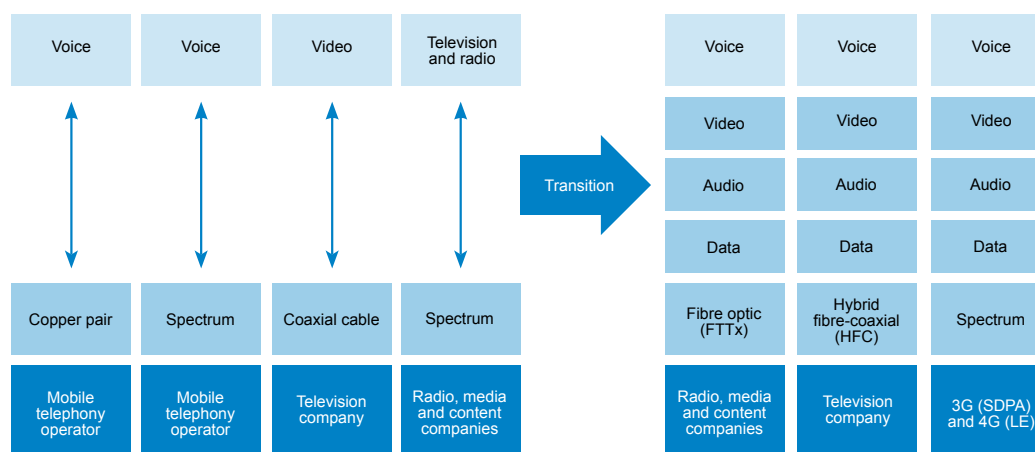 Voice
Voice
Video
Television
and radio
Copper pair
Spectrum
Coaxial cable
Spectrum
Mobile
telephony
operator
Mobile
telephony
operator
Television
company
Radio, media
and content
companies
Transition
Voice
Voice
Voice
Video
Video
Video
Audio
Audio
Audio
Data
Data
Data
Fibre optic
(FTTx)
Hybrid
fibre-coaxial
(HFC)
Spectrum
Radio, media
and content
companies
Television
company
3G (SDPA)
and 4G (LE)